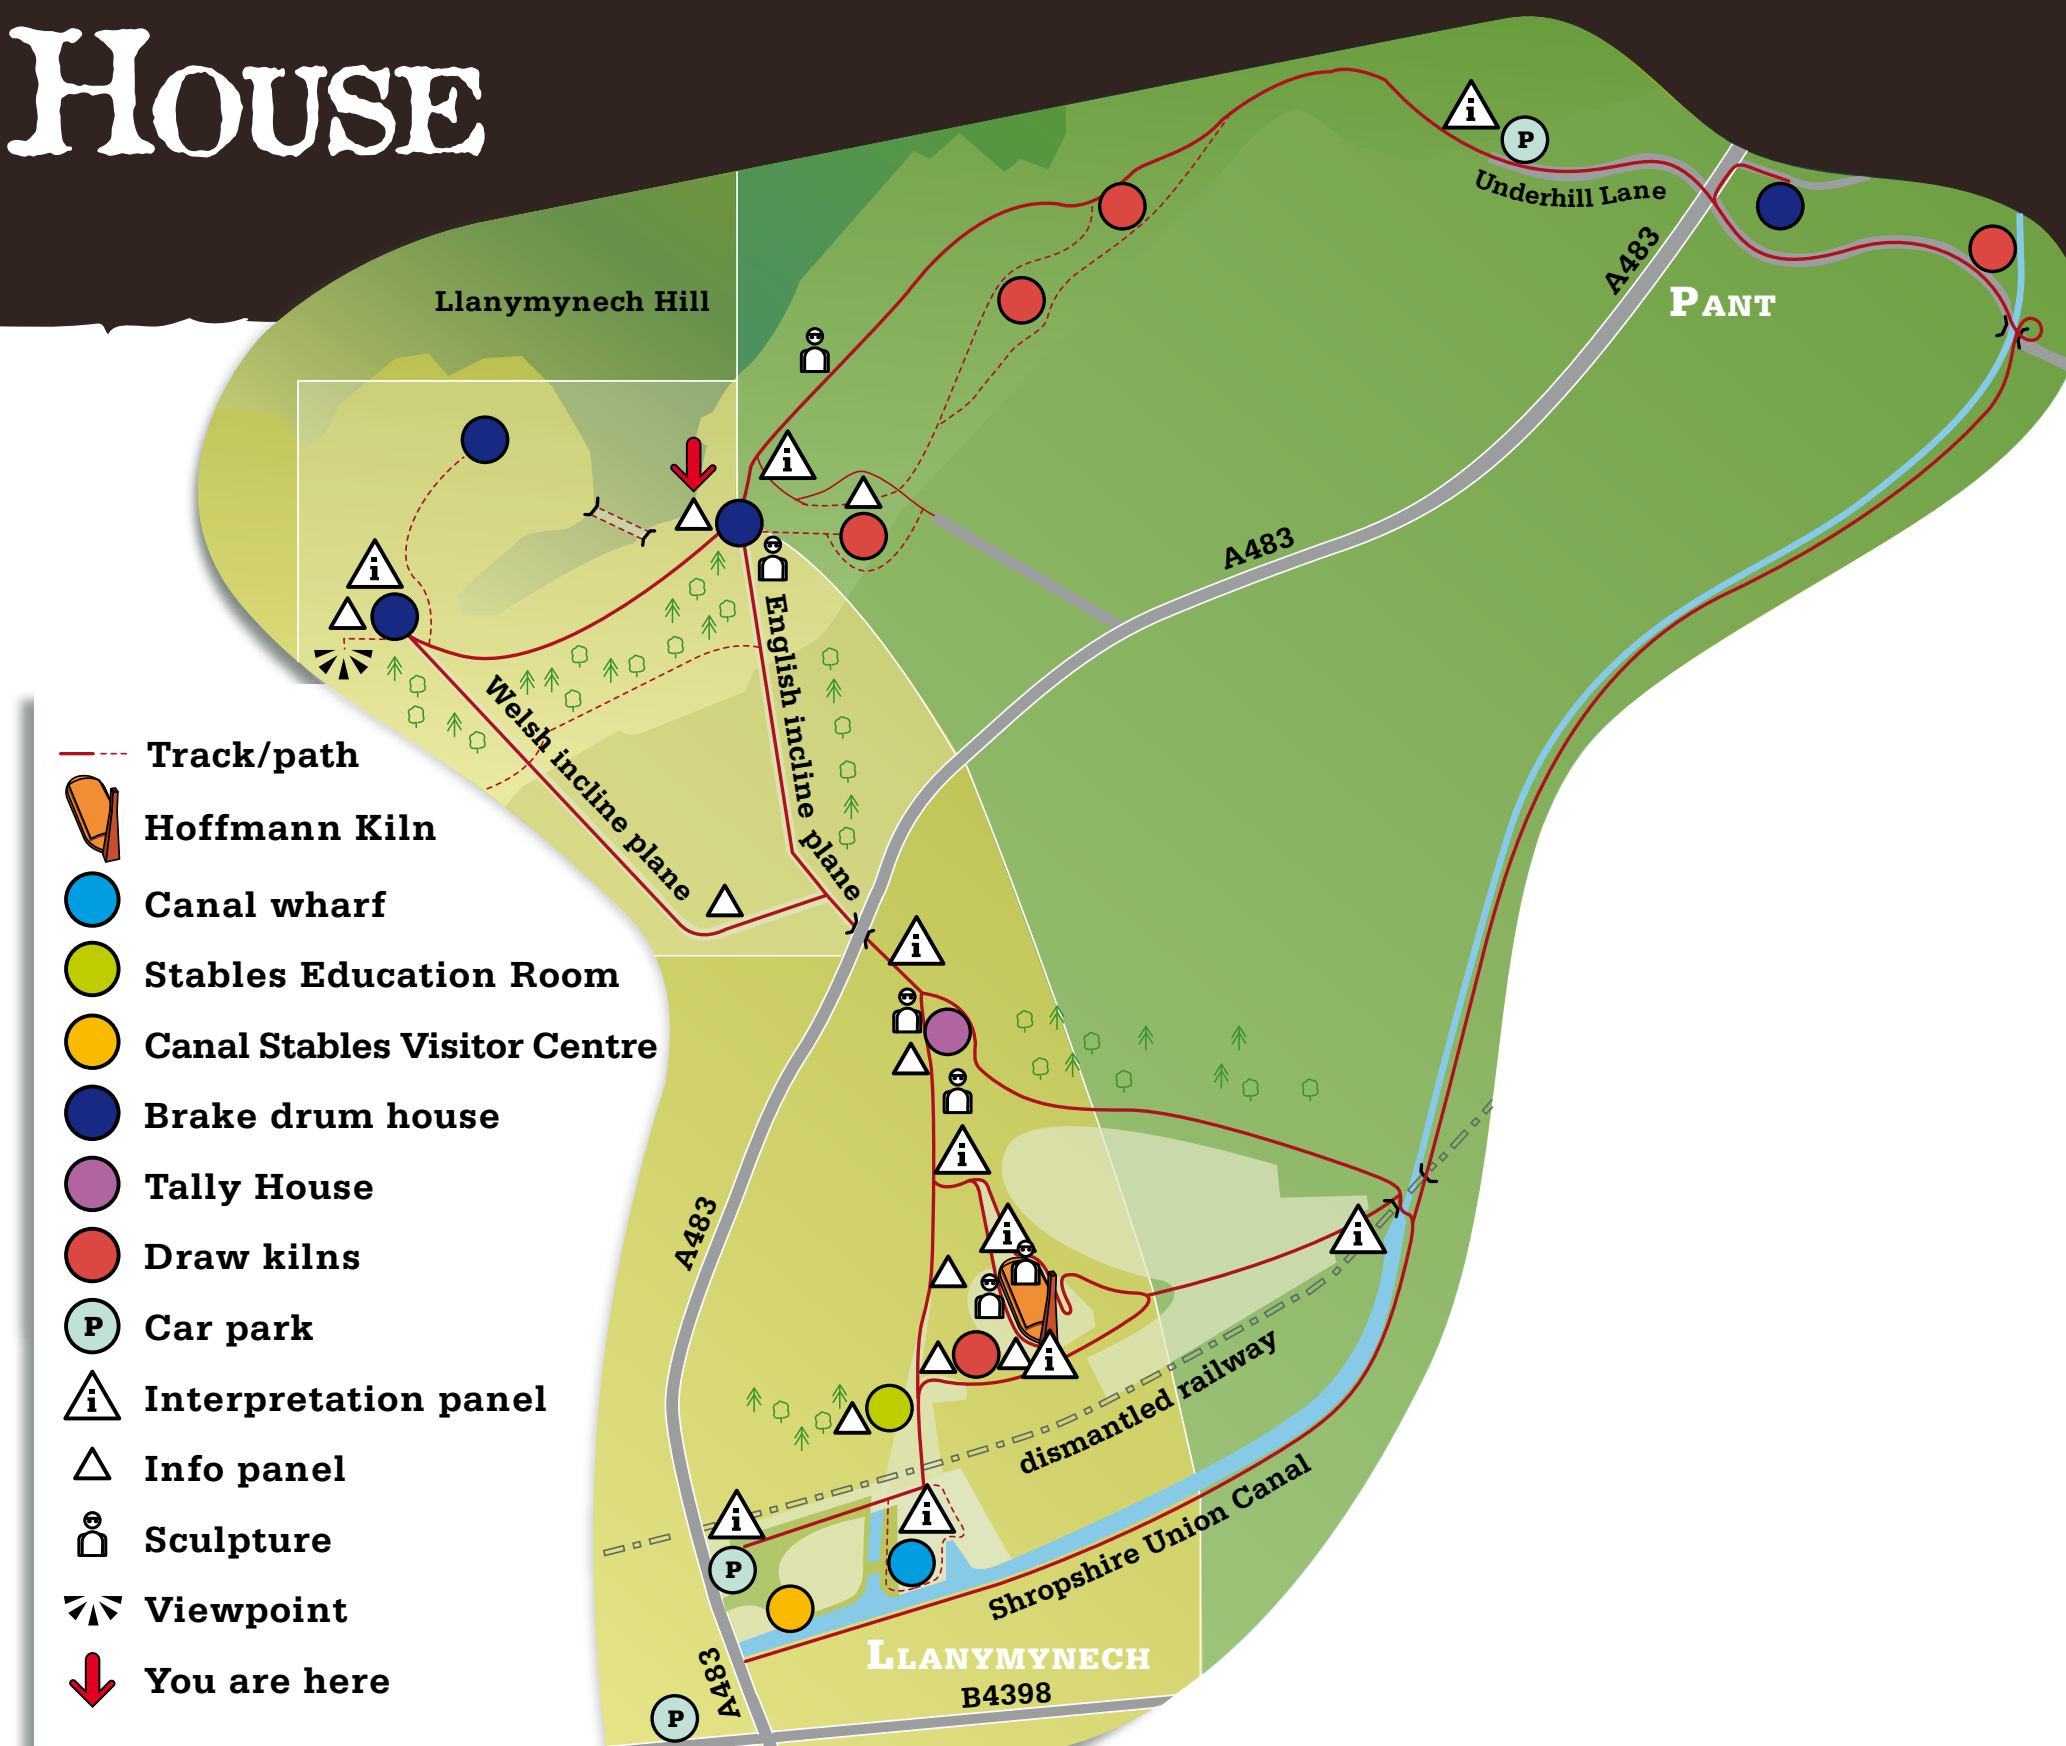 HOUSE
Llanymynech Hill
Underhill Lane
A483
PANT
A483
English incline plane
Welsh incline plane
A483
dismantled railway
Shropshire Union Canal
LLANYMYNECH
B4398
A483
P
P
P
i
i
i
i
i
i
i
i
i
i
Track/path
Hoffmann Kiln
Canal wharf
Stables Education Room
Canal Stables Visitor Centre
Brake drum house
Tally House
Draw kilns
P Car park
i Interpretation panel
Info panel
Sculpture
Viewpoint
You are here